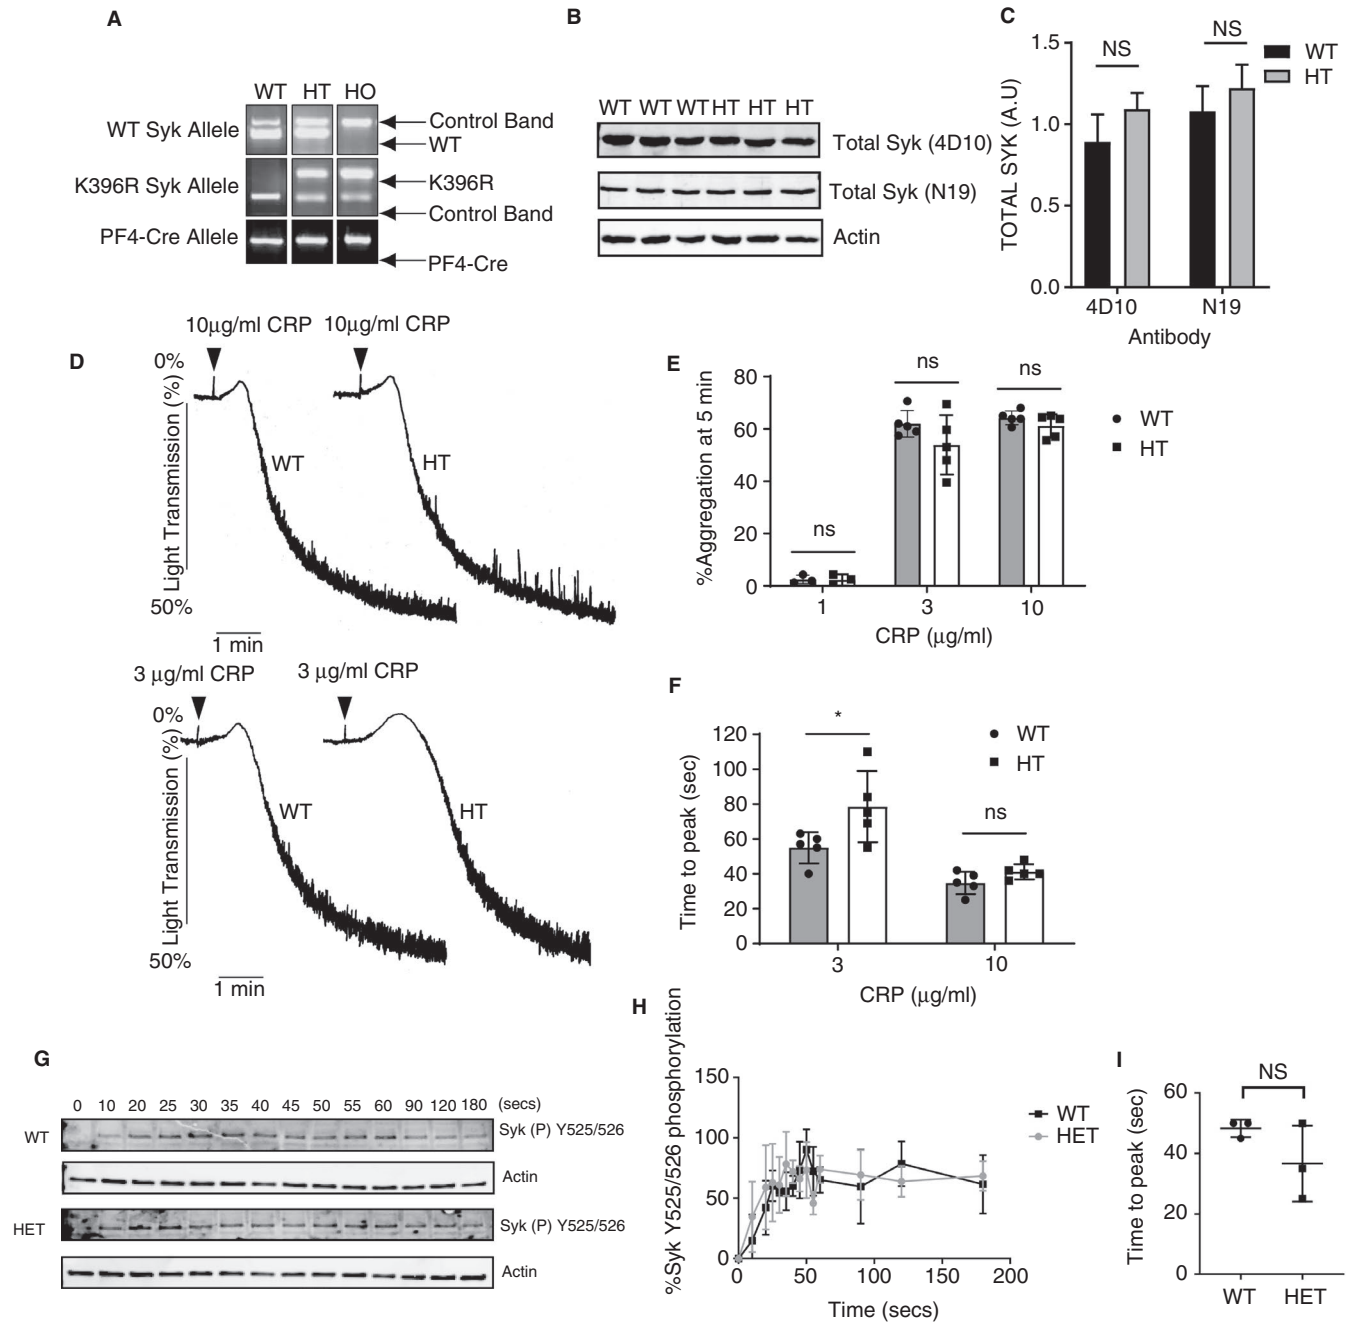 A
WT HT HO
WT Syk Allele
Control Band
WT
K396R Syk Allele
K396R
Control Band
PF4-Cre Allele
PF4-Cre
B
WT WT WT HT HT HT
Total Syk (4D10)
Total Syk (N19)
Actin
C
NS
NS
WT
HT
1.5
1.0
0.5
0.0
TOTAL SYK (A.U)
4D10 N19
Antibody
D
10μg/ml CRP 10μg/ml CRP
0%
Light Transmission (%)
WT
HT
50%
1 min
3 μg/ml CRP 3 μg/ml CRP
0%
Light Transmission (%)
WT
HT
50%
1 min
E
%Aggregation at 5 min
80
60
40
20
0
ns
ns
ns
WT
HT
1 3 10
CRP (μg/ml)
F
Time to peak (sec)
120
100
80
60
40
20
0
*
ns
WT
HT
3 10
CRP (μg/ml)
G
0 10 20 25 30 35 40 45 50 55 60 90 120 180 (secs)
WT
Syk (P) Y525/526
Actin
HET
Syk (P) Y525/526
Actin
H
%Syk Y525/526 phosphorylation
150
100
50
0
0 50 100 150 200
Time (secs)
WT
HET
I
NS
Time to peak (sec)
60
40
20
0
WT HET